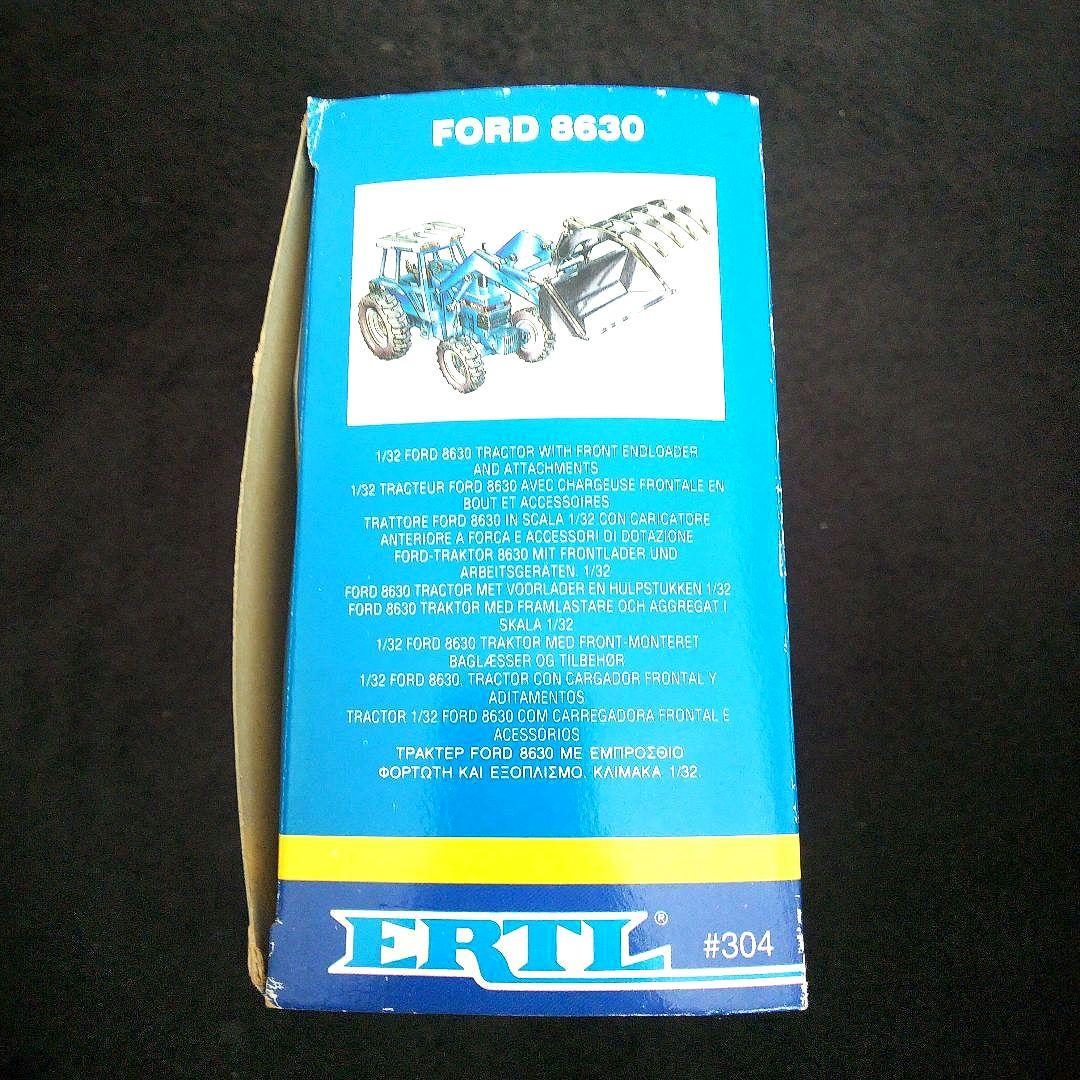 FORD 8630
1/32 FORD 8630 TRACTOR WITH FRONT ENDLOADER
AND ATTACHMENTS
1/32 TRACTEUR FORD 8630 AVEC CHARGEUSE FRONTALE EN
BOUT ET ACCESSOIRES
TRATTORE FORD 8630 IN SCALA 1/32 CON CARICATORE
ANTERIORE A FORCA E ACCESSORI DI DOTAZIONE
FORD-TRAKTOR 8630 MIT FRONTLADER UND
ARBEITSGERÄTEN. 1/32
FORD 8630 TRACTOR MET VOORLADER EN HULPSTUKKEN 1/32
FORD 8630 TRAKTOR MED FRAMLASTARE OCH AGGREGAT I
SKALA 1/32
1/32 FORD 8630 TRAKTOR MED FRONT-MONTERET
BAGLÆSSER OG TILBEHØR
1/32 FORD 8630. TRACTOR CON CARGADOR FRONTAL Y
ADITAMENTOS
TRACTOR 1/32 FORD 8630 COM CARREGADORA FRONTAL E
ACESSÓRIOS
ΤΡΑΚΤΕΡ FORD 8630 ΜΕ ΕΜΠΡΟΣΘΙΟ
ΦΟΡΤΩΤΗ ΚΑΙ ΕΞΟΠΛΙΣΜΟ. ΚΛΙΜΑΚΑ 1/32.
ERTL® #304